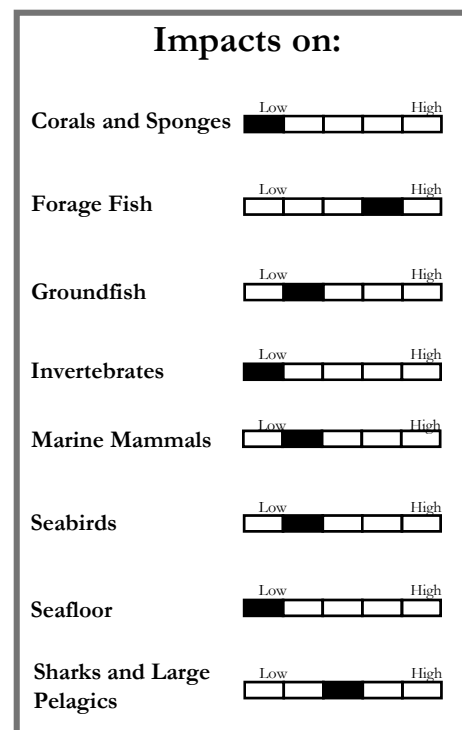 Impacts on:
Low High
Corals and Sponges
Low High
Forage Fish
Low High
Groundfish
Low High
Invertebrates
Low High
Marine Mammals
Low High
Seabirds
Low High
Seafloor
Low High
Sharks and Large
Pelagics